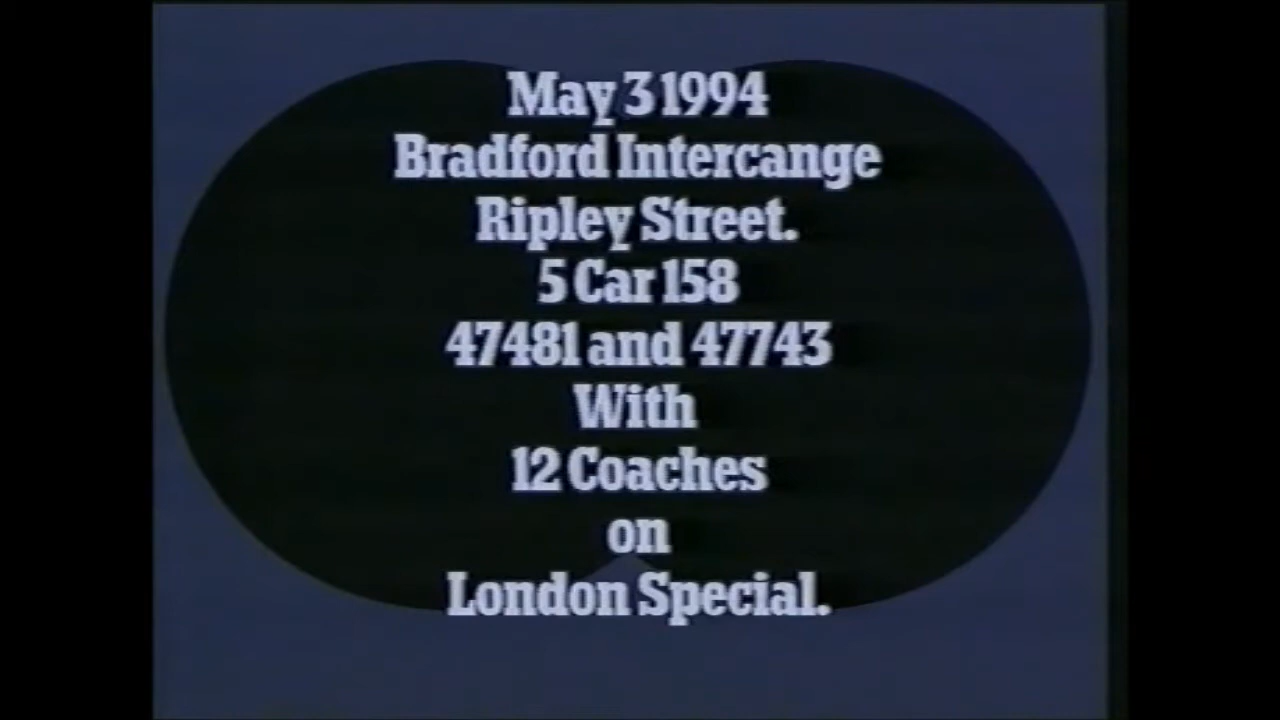 May 3 1994
Bradford Intercange
Ripley Street.
5 Car 158
47481 and 47743
With
12 Coaches
on
London Special.